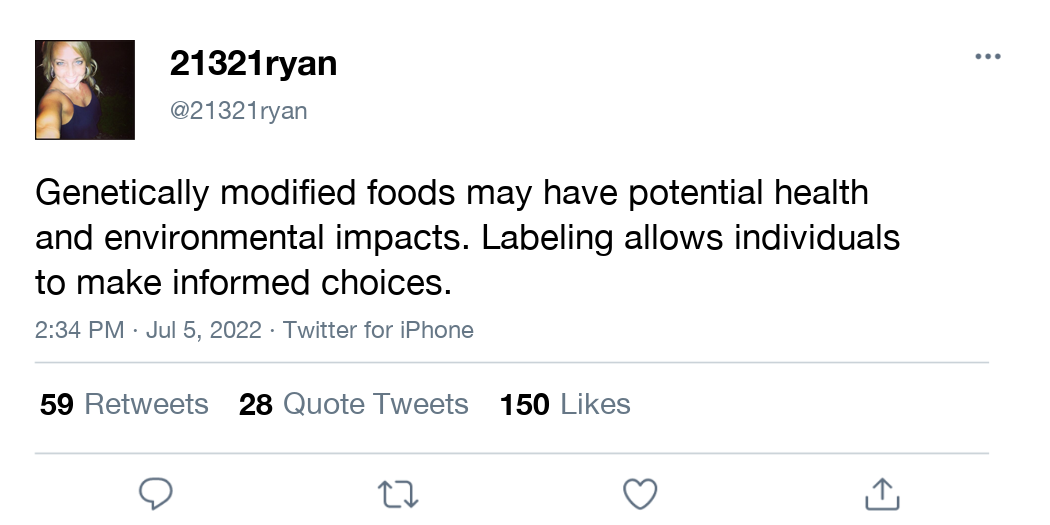 21321ryan
@21321ryan
Genetically modified foods may have potential health
and environmental impacts. Labeling allows individuals
to make informed choices.
2:34 PM · Jul 5, 2022 · Twitter for iPhone
59 Retweets 28 Quote Tweets 150 Likes